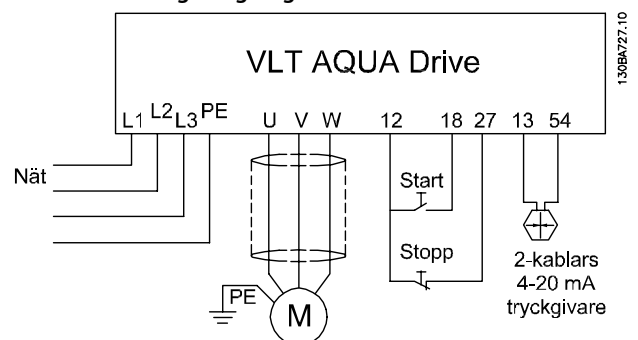 VLT AQUA Drive
130BA727.10
L1 L2 L3 PE U V W 12 18 27 13 54
Nät
Start
Stopp
2-kablars
4-20 mA
tryckgivare
PE
M